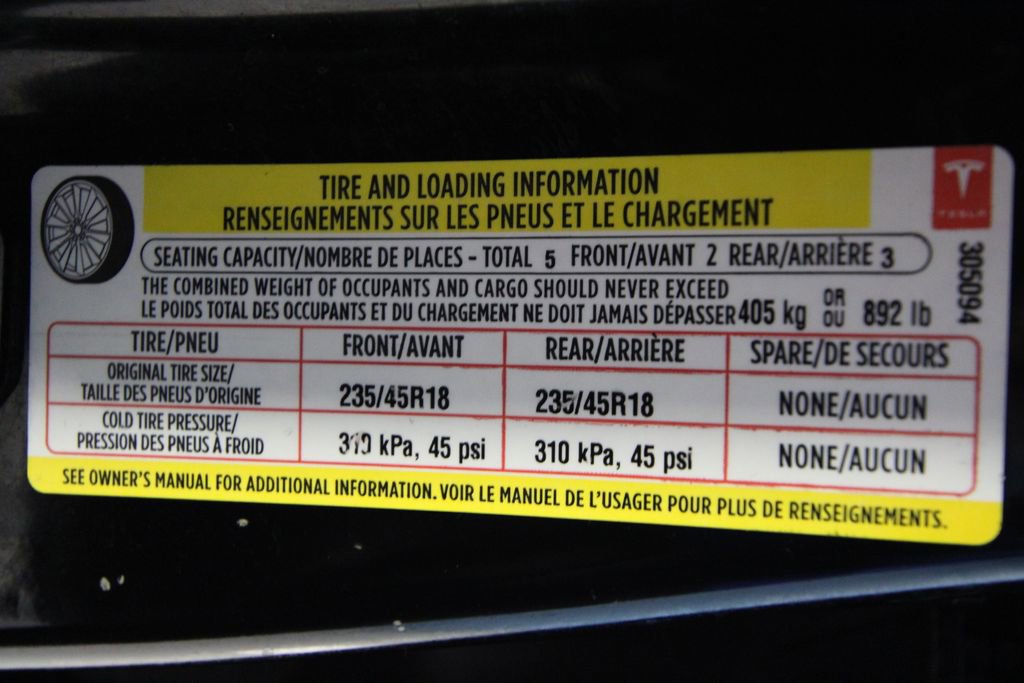 TIRE AND LOADING INFORMATION
RENSEIGNEMENTS SUR LES PNEUS ET LE CHARGEMENT
TESLA
SEATING CAPACITY/NOMBRE DE PLACES - TOTAL 5 FRONT/AVANT 2 REAR/ARRIÈRE 3
THE COMBINED WEIGHT OF OCCUPANTS AND CARGO SHOULD NEVER EXCEED
LE POIDS TOTAL DES OCCUPANTS ET DU CHARGEMENT NE DOIT JAMAIS DÉPASSER 405 kg OR OU 892 lb
305094
TIRE/PNEU FRONT/AVANT REAR/ARRIÈRE SPARE/DE SECOURS
ORIGINAL TIRE SIZE/
TAILLE DES PNEUS D'ORIGINE 235/45R18 235/45R18 NONE/AUCUN
COLD TIRE PRESSURE/
PRESSION DES PNEUS À FROID 310 kPa, 45 psi 310 kPa, 45 psi NONE/AUCUN
SEE OWNER'S MANUAL FOR ADDITIONAL INFORMATION. VOIR LE MANUEL DE L'USAGER POUR PLUS DE RENSEIGNEMENTS.